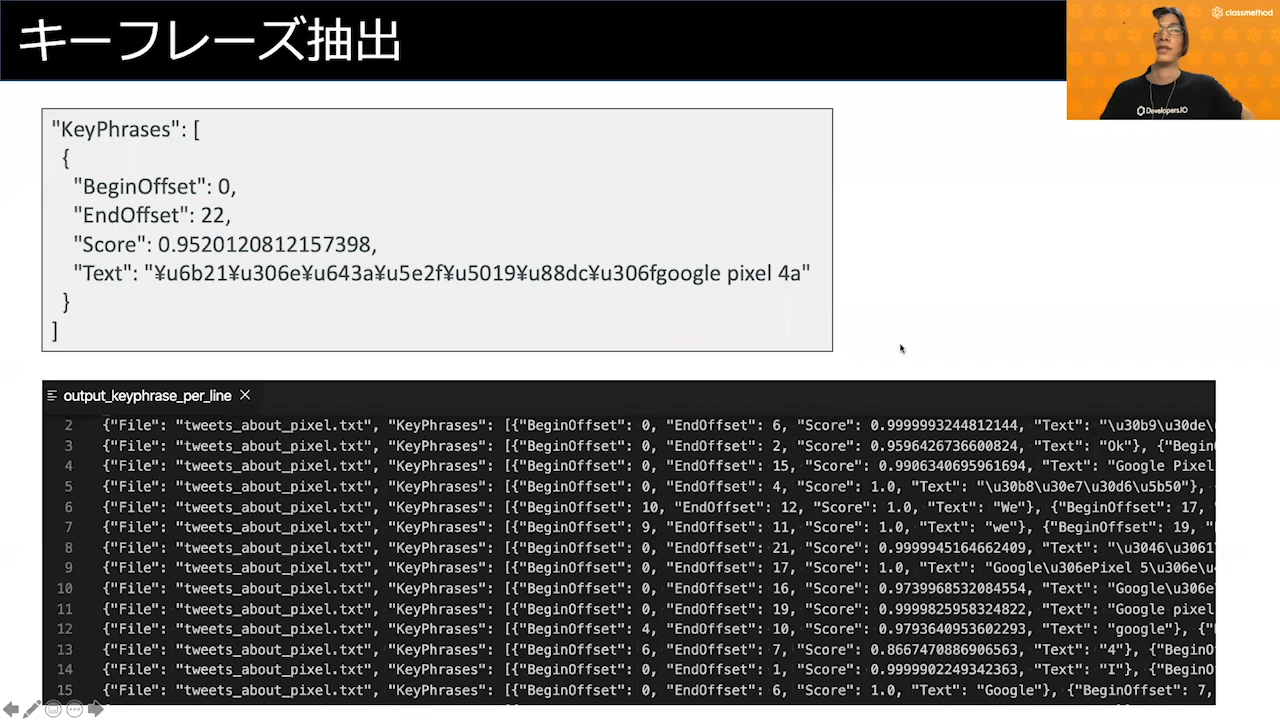 キーフレーズ抽出
classmethod
Developers.IO
"KeyPhrases": [
{
"BeginOffset": 0,
"EndOffset": 22,
"Score": 0.9520120812157398,
"Text": "¥u6b21¥u306e¥u643a¥u5e2f¥u5019¥u88dc¥u306fgoogle pixel 4a"
}
]
output_keyphrase_per_line
2 {"File": "tweets_about_pixel.txt", "KeyPhrases": [{"BeginOffset": 0, "EndOffset": 6, "Score": 0.9999993244812144, "Text": "\u30b9\u30de\u
3 {"File": "tweets_about_pixel.txt", "KeyPhrases": [{"BeginOffset": 0, "EndOffset": 2, "Score": 0.9596426736600824, "Text": "Ok"}, {"Begin
4 {"File": "tweets_about_pixel.txt", "KeyPhrases": [{"BeginOffset": 0, "EndOffset": 15, "Score": 0.9906340695961694, "Text": "Google Pixel
5 {"File": "tweets_about_pixel.txt", "KeyPhrases": [{"BeginOffset": 0, "EndOffset": 4, "Score": 1.0, "Text": "\u30b8\u30e7\u30d6\u5b50"},
6 {"File": "tweets_about_pixel.txt", "KeyPhrases": [{"BeginOffset": 10, "EndOffset": 12, "Score": 1.0, "Text": "We"}, {"BeginOffset": 17,
7 {"File": "tweets_about_pixel.txt", "KeyPhrases": [{"BeginOffset": 9, "EndOffset": 11, "Score": 1.0, "Text": "we"}, {"BeginOffset": 19, "
8 {"File": "tweets_about_pixel.txt", "KeyPhrases": [{"BeginOffset": 0, "EndOffset": 21, "Score": 0.9999945164662409, "Text": "\u3046\u3061
9 {"File": "tweets_about_pixel.txt", "KeyPhrases": [{"BeginOffset": 0, "EndOffset": 17, "Score": 1.0, "Text": "Google\u306ePixel 5\u306e\u
10 {"File": "tweets_about_pixel.txt", "KeyPhrases": [{"BeginOffset": 0, "EndOffset": 16, "Score": 0.9739968532084554, "Text": "Google\u306e
11 {"File": "tweets_about_pixel.txt", "KeyPhrases": [{"BeginOffset": 0, "EndOffset": 19, "Score": 0.9999825958324822, "Text": "Google pixel
12 {"File": "tweets_about_pixel.txt", "KeyPhrases": [{"BeginOffset": 4, "EndOffset": 10, "Score": 0.9793640953602293, "Text": "google"}, {"
13 {"File": "tweets_about_pixel.txt", "KeyPhrases": [{"BeginOffset": 6, "EndOffset": 7, "Score": 0.8667470886906563, "Text": "4"}, {"BeginO
14 {"File": "tweets_about_pixel.txt", "KeyPhrases": [{"BeginOffset": 0, "EndOffset": 1, "Score": 0.9999902249342363, "Text": "I"}, {"BeginO
15 {"File": "tweets_about_pixel.txt", "KeyPhrases": [{"BeginOffset": 0, "EndOffset": 6, "Score": 1.0, "Text": "Google"}, {"BeginOffset": 7,